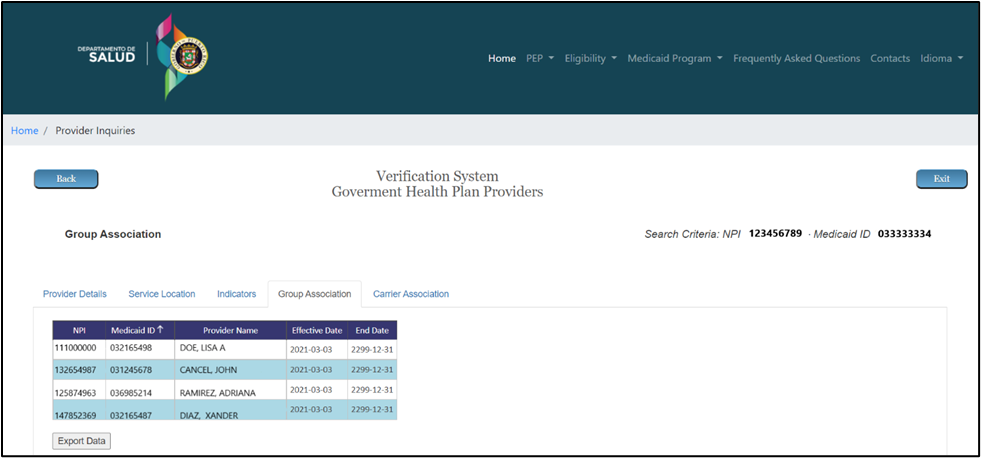 DEPARTAMENTO DE
SALUD
Home PEP Eligibility Medicaid Program Frequently Asked Questions Contacts Idioma
Home / Provider Inquiries
Back Verification System Exit
Goverment Health Plan Providers
Group Association Search Criteria: NPI 123456789 · Medicaid ID 033333334
Provider Details Service Location Indicators Group Association Carrier Association
NPI Medicaid ID ↑ Provider Name Effective Date End Date
111000000 032165498 DOE, LISA A 2021-03-03 2299-12-31
132654987 031245678 CANCEL, JOHN 2021-03-03 2299-12-31
125874963 036985214 RAMIREZ, ADRIANA 2021-03-03 2299-12-31
147852369 032165487 DIAZ, XANDER 2021-03-03 2299-12-31
Export Data